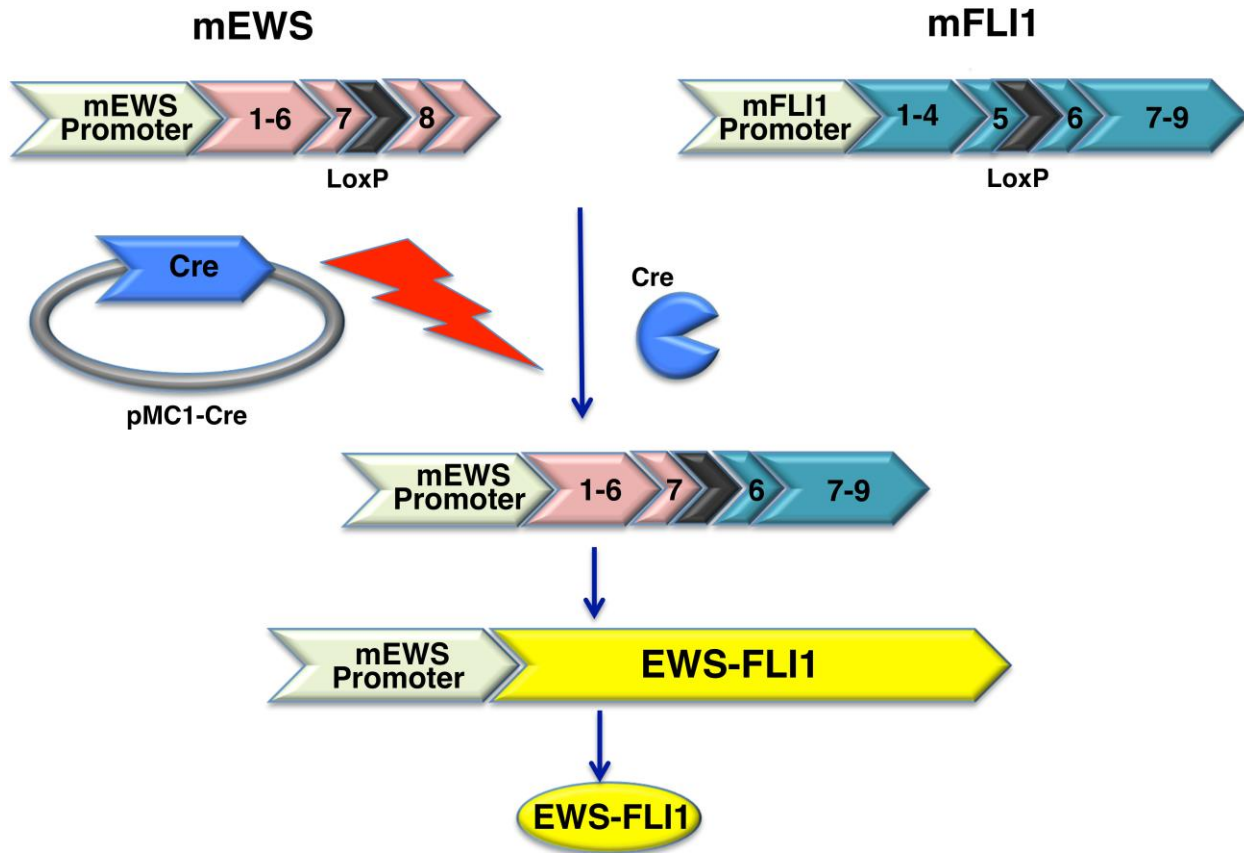 mEWS
mFLI1
mEWS
Promoter
1-6
7
8
mFLI1
Promoter
1-4
5
6
7-9
LoxP
LoxP
Cre
Cre
pMC1-Cre
mEWS
Promoter
1-6
7
6
7-9
mEWS
Promoter
EWS-FLI1
EWS-FLI1